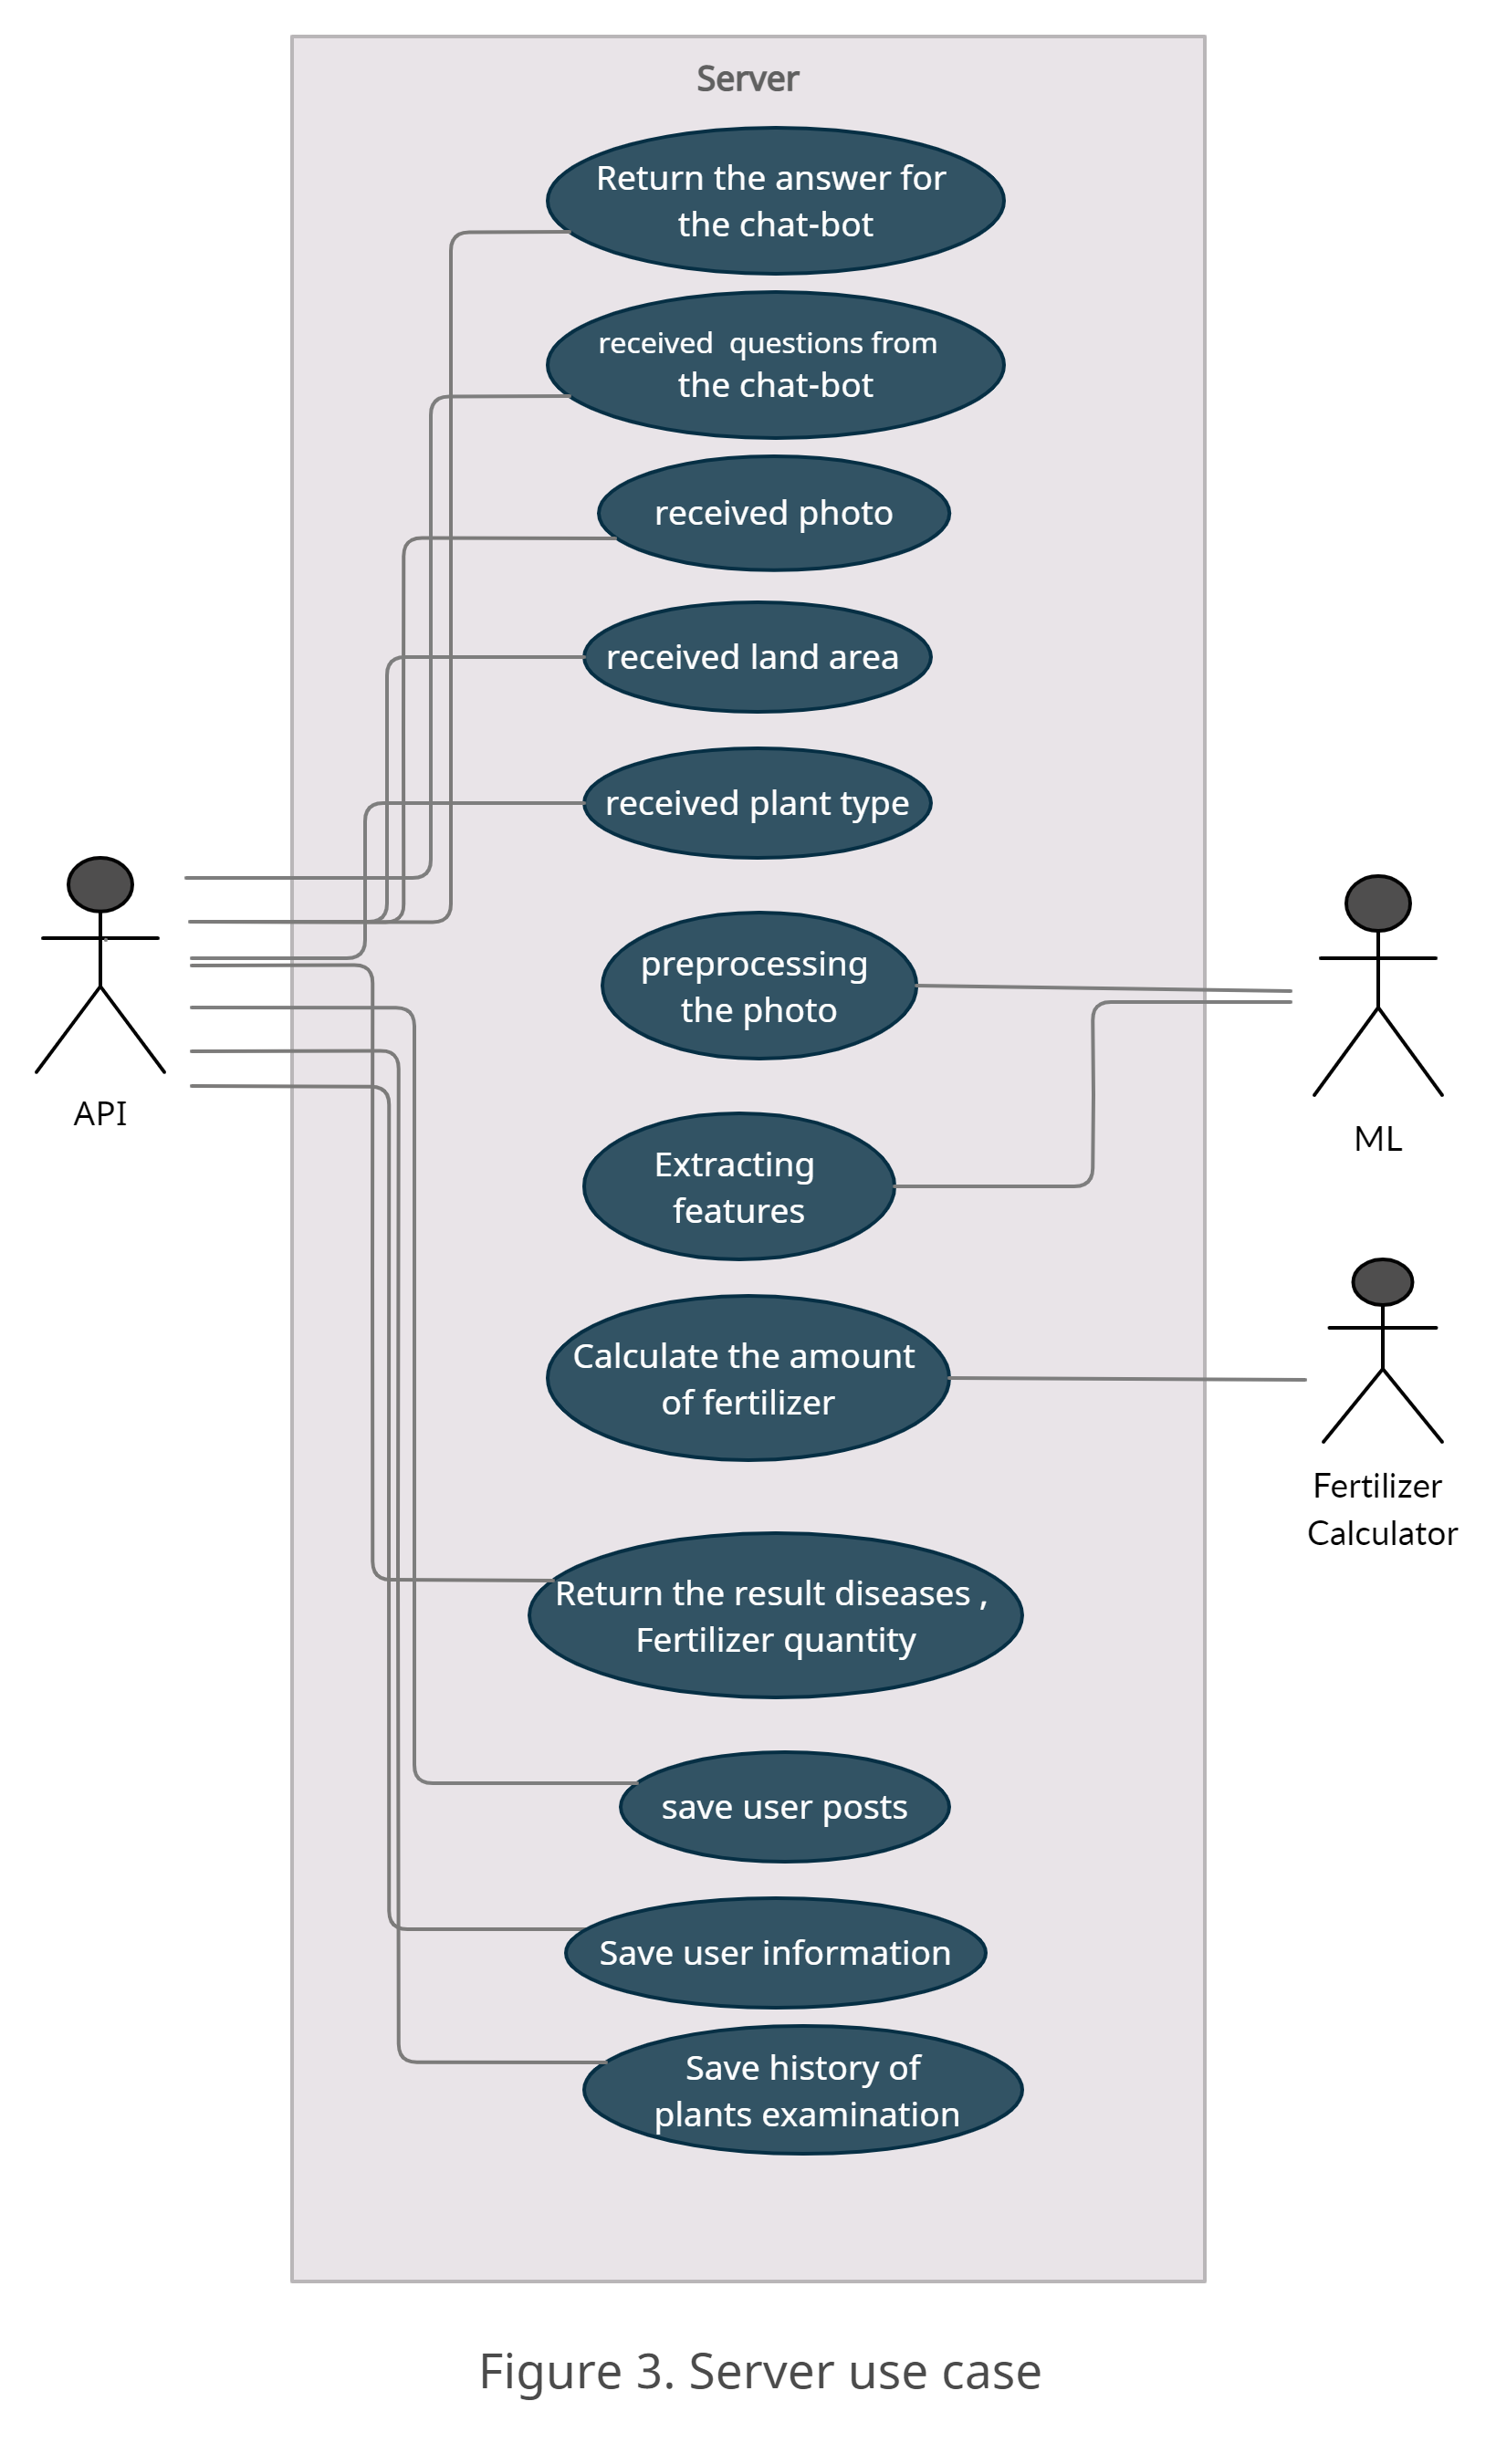 Server
Return the answer for
the chat-bot
received  questions from
the chat-bot
received photo
received land area
received plant type
preprocessing
the photo
API
ML
Extracting
features
Calculate the amount
of fertilizer
Fertilizer
Calculator
Return the result diseases ,
Fertilizer quantity
save user posts
Save user information
Save history of
plants examination
Figure 3. Server use case